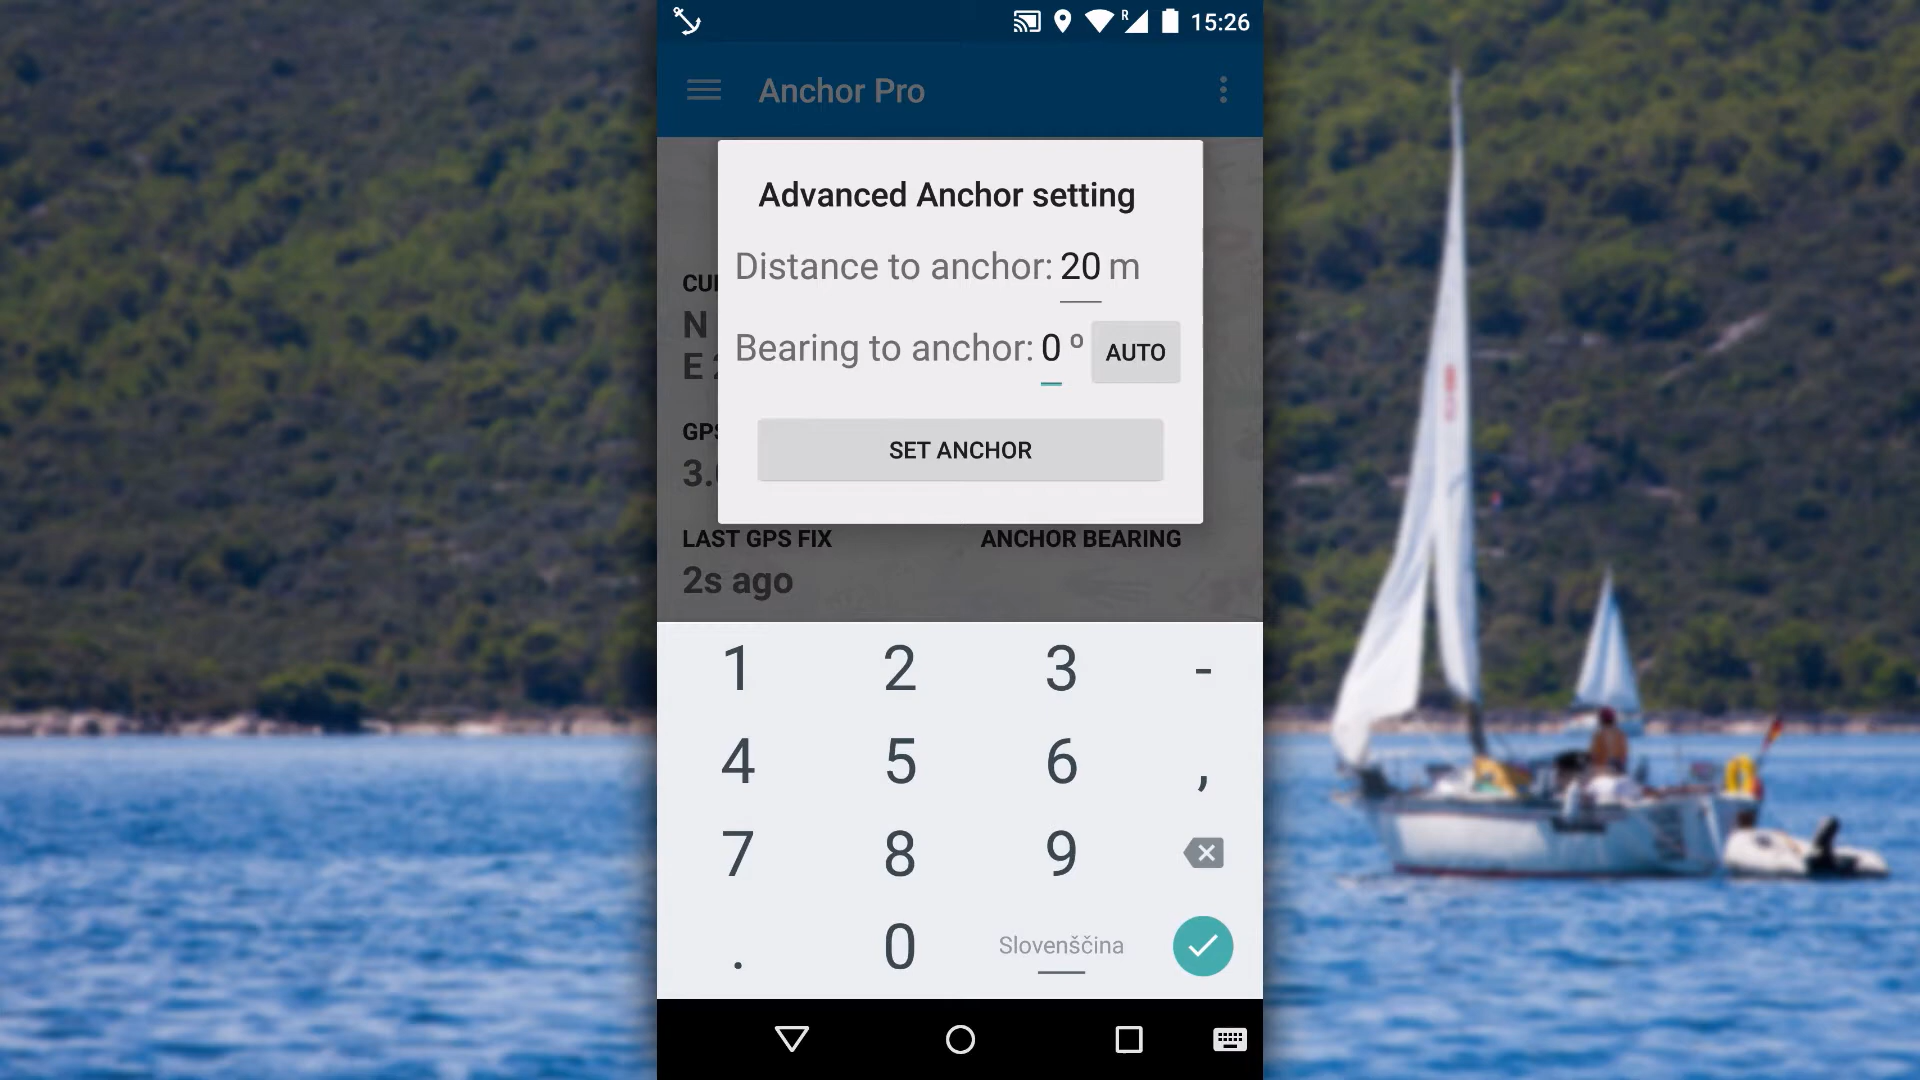 R 15:26
Anchor Pro
Advanced Anchor setting
Distance to anchor: 20 m
Bearing to anchor: 0 º AUTO
SET ANCHOR
N
E
3.
LAST GPS FIX ANCHOR BEARING
2s ago
1 2 3 -
4 5 6 ,
7 8 9
. 0 Slovenščina